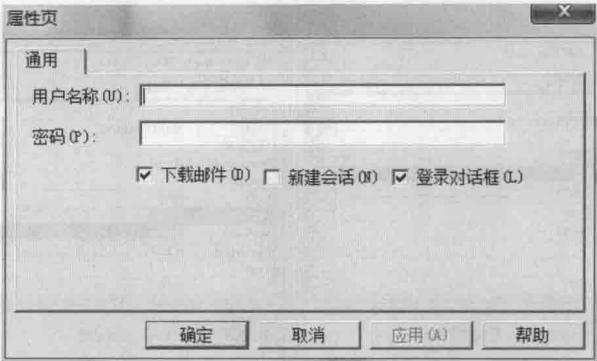 属性页
通用
用户名称(U):
密码(P):
下载邮件(D) 新建会话(N) 登录对话框(L)
确定 取消 应用(A) 帮助